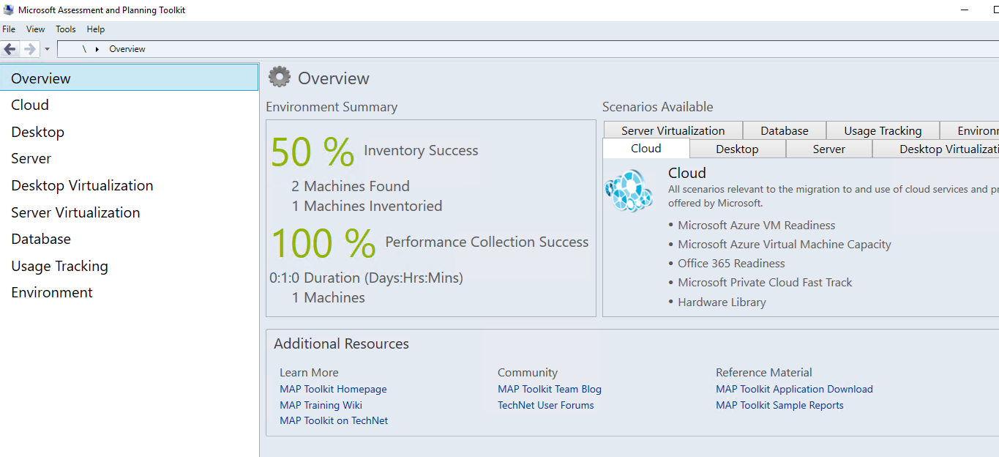 Microsoft Assessment and Planning Toolkit
File View Tools Help
\ Overview
Overview
Cloud
Desktop
Server
Desktop Virtualization
Server Virtualization
Database
Usage Tracking
Environment
Overview
Environment Summary
50 % Inventory Success
2 Machines Found
1 Machines Inventoried
100 % Performance Collection Success
0:1:0 Duration (Days:Hrs:Mins)
1 Machines
Scenarios Available
Server Virtualization Database Usage Tracking Environ
Cloud Desktop Server Desktop Virtualizati
Cloud
All scenarios relevant to the migration to and use of cloud services and pr
offered by Microsoft.
• Microsoft Azure VM Readiness
• Microsoft Azure Virtual Machine Capacity
• Office 365 Readiness
• Microsoft Private Cloud Fast Track
• Hardware Library
Additional Resources
Learn More
MAP Toolkit Homepage
MAP Training Wiki
MAP Toolkit on TechNet
Community
MAP Toolkit Team Blog
TechNet User Forums
Reference Material
MAP Toolkit Application Download
MAP Toolkit Sample Reports